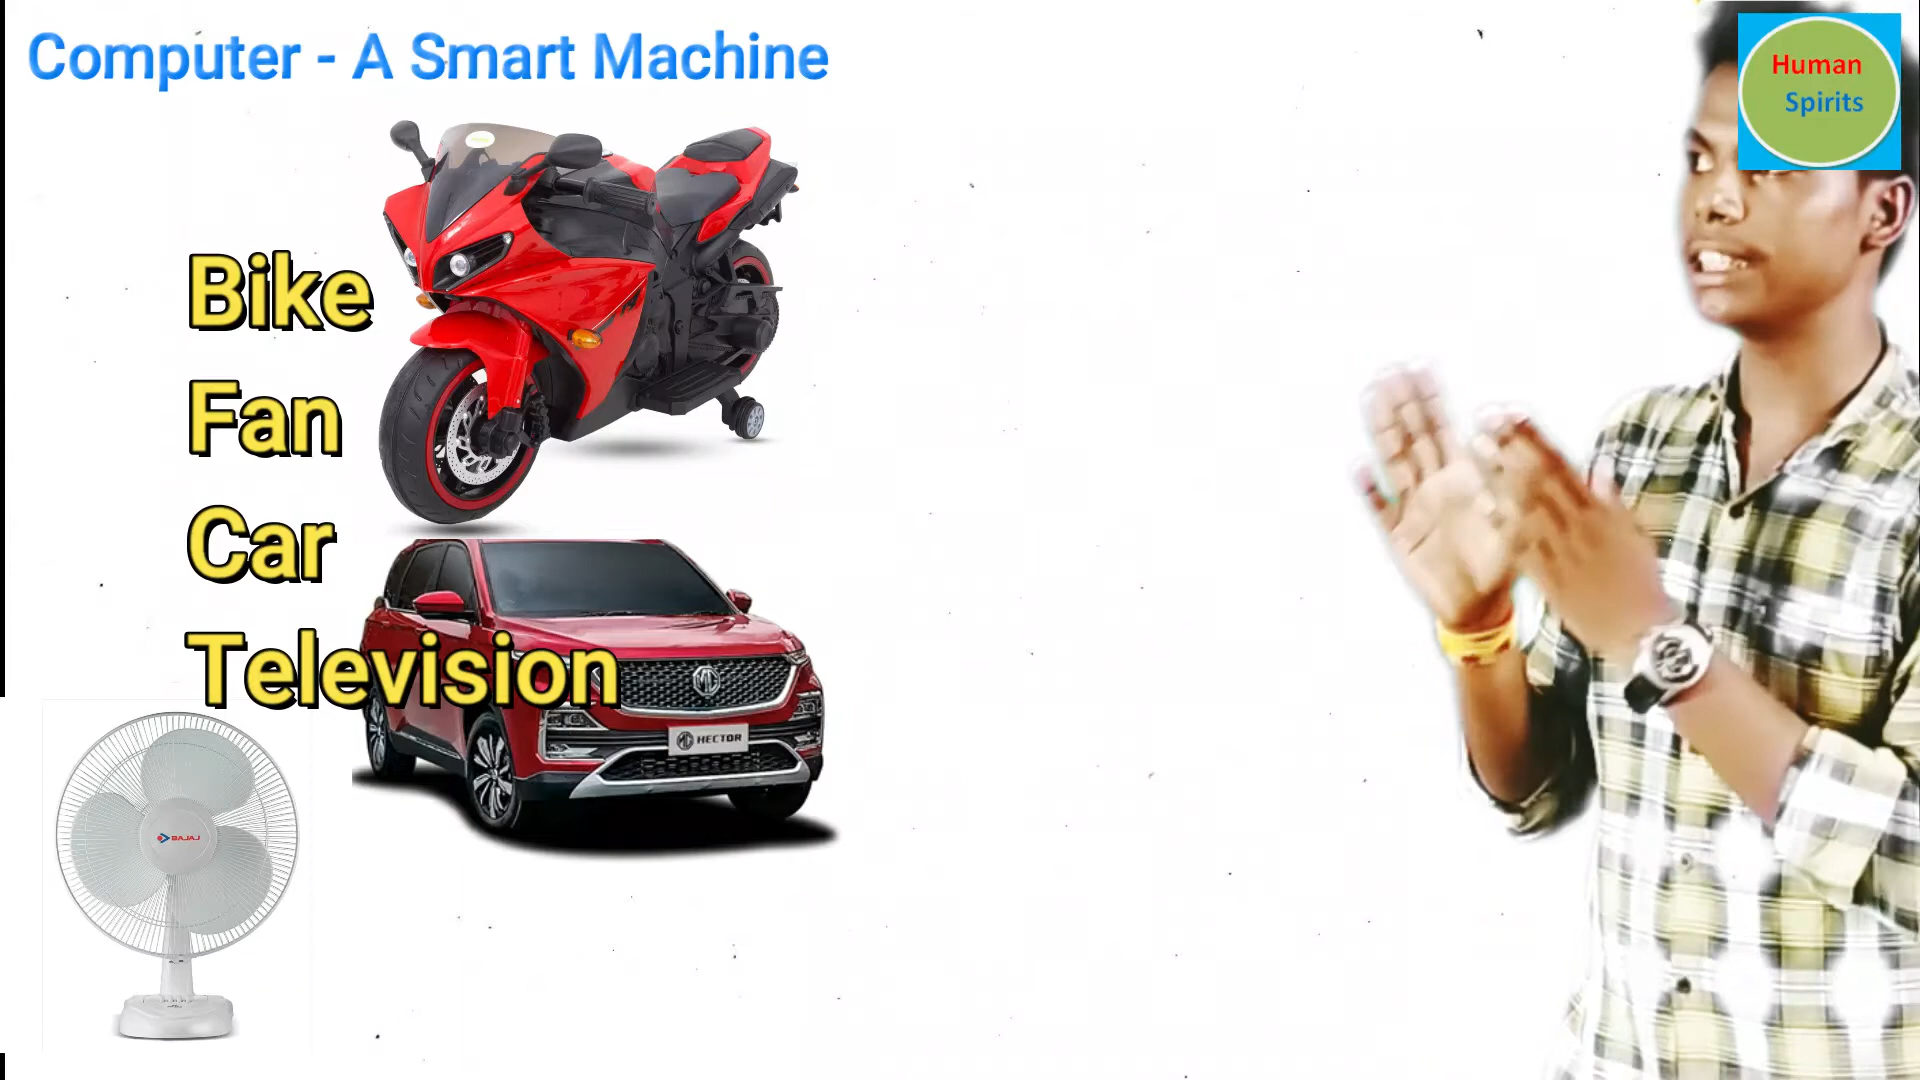 Computer - A Smart Machine
Human
Spirits
Bike
Fan
Car
Television
HECTOR
BAJAJ